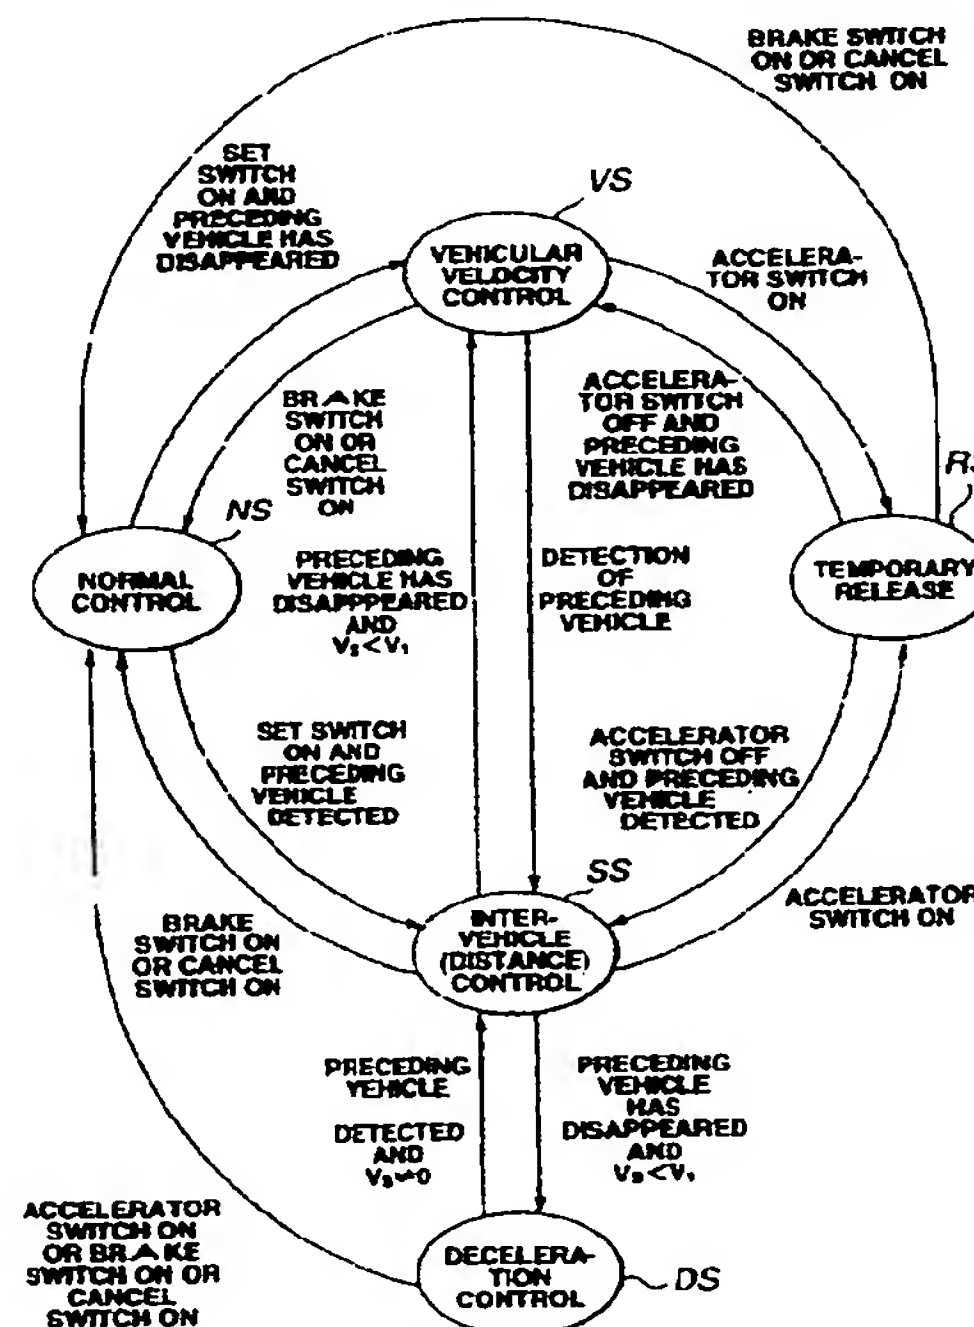 BRAKE SWITCH
ON OR CANCEL
SWITCH ON
SET
SWITCH
ON AND
PRECEDING
VEHICLE HAS
DISAPPEARED
VS
VEHICULAR
VELOCITY
CONTROL
ACCELERA-
TOR SWITCH
ON
BRAKE
SWITCH
ON OR
CANCEL
SWITCH
ON
ACCELERA-
TOR SWITCH
OFF AND
PRECEDING
VEHICLE HAS
DISAPPEARED
NS
NORMAL
CONTROL
PRECEDING
VEHICLE HAS
DISAPPPEARED
AND
DETECTION
OF
PRECEDING
VEHICLE
TEMPORARY
RELEASE
SET SWITCH
ON AND
PRECEDING
VEHICLE
DETECTED
ACCELERATOR
SWITCH OFF
AND PRECEDING
VEHICLE
DETECTED
SS
INTER-
VEHICLE
(DISTANCE)
CONTROL
ACCELERATOR
SWITCH ON
BRAKE
SWITCH ON
OR CANCEL
SWITCH ON
PRECEDING
VEHICLE
DETECTED
AND
PRECEDING
VEHICLE
HAS
DISAPPEARED
AND
ACCELERATOR
SWITCH ON
OR BRAKE
SWITCH ON OR
CANCEL
SWITCH ON
DECELERA-
TION
CONTROL
DS